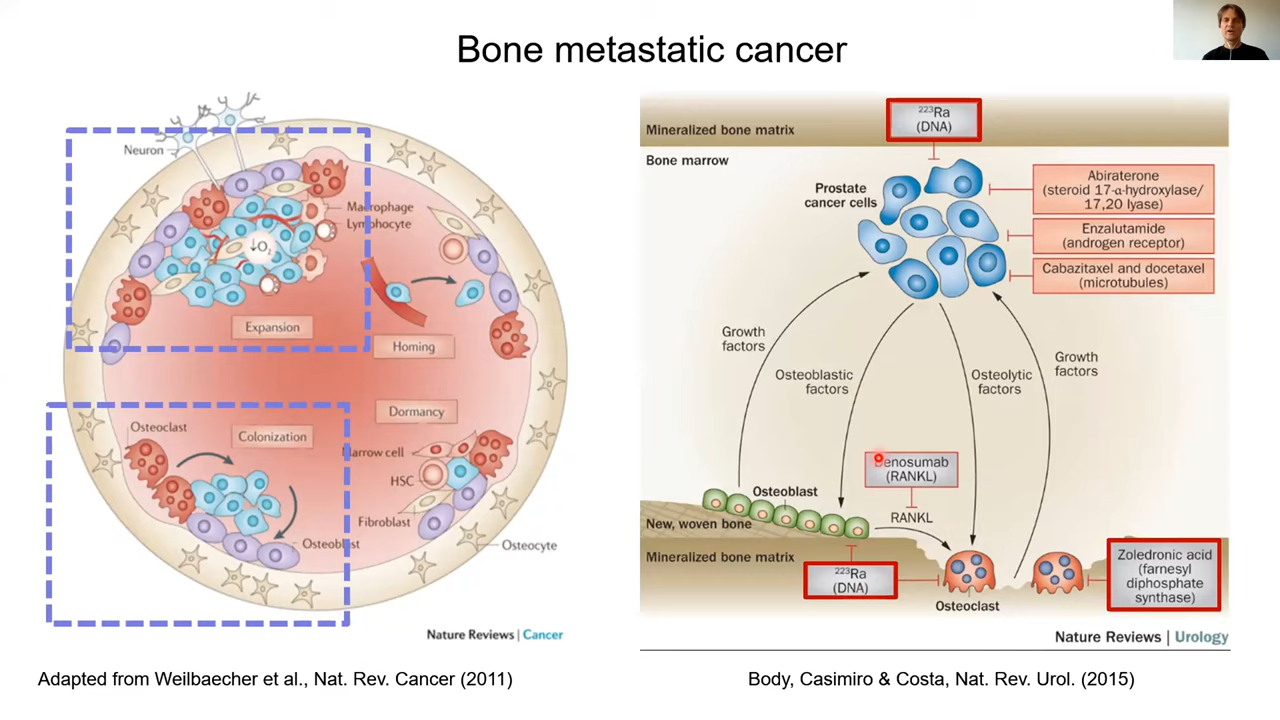 Bone metastatic cancer
Neuron
Macrophage
Lymphocyte
↓O₂
Expansion
Homing
Dormancy
Osteoclast
Colonization
Marrow cell
HSC
Fibroblast
Osteoblast
Osteocyte
Nature Reviews | Cancer
Adapted from Weilbaecher et al., Nat. Rev. Cancer (2011)
Mineralized bone matrix
²²³Ra
(DNA)
Bone marrow
Prostate
cancer cells
Abiraterone
(steroid 17-α-hydroxylase/
17,20 lyase)
Enzalutamide
(androgen receptor)
Cabazitaxel and docetaxel
(microtubules)
Growth
factors
Osteoblastic
factors
Osteolytic
factors
Growth
factors
Denosumab
(RANKL)
RANKL
Osteoblast
New, woven bone
Mineralized bone matrix
²²³Ra
(DNA)
Osteoclast
Zoledronic acid
(farnesyl
diphosphate
synthase)
Nature Reviews | Urology
Body, Casimiro & Costa, Nat. Rev. Urol. (2015)